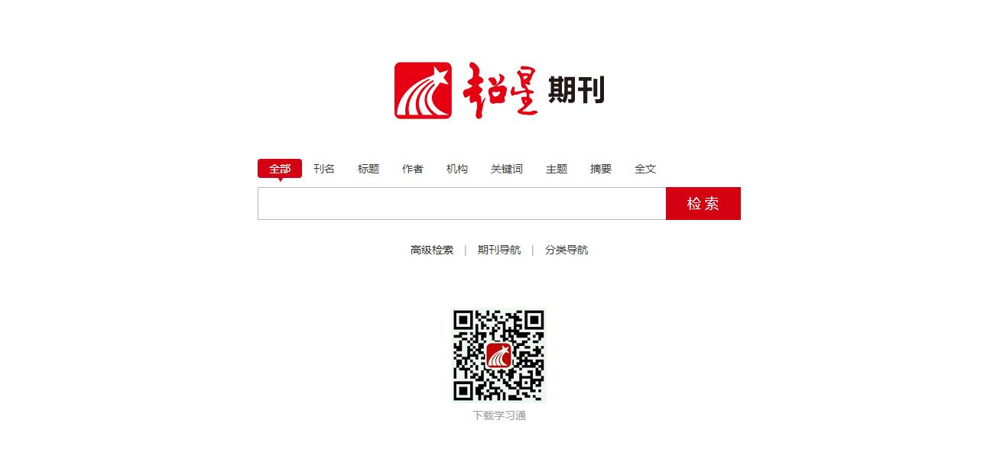 超星 期刊
全部 刊名 标题 作者 机构 关键词 主题 摘要 全文
检 索
高级检索 | 期刊导航 | 分类导航
下载学习通